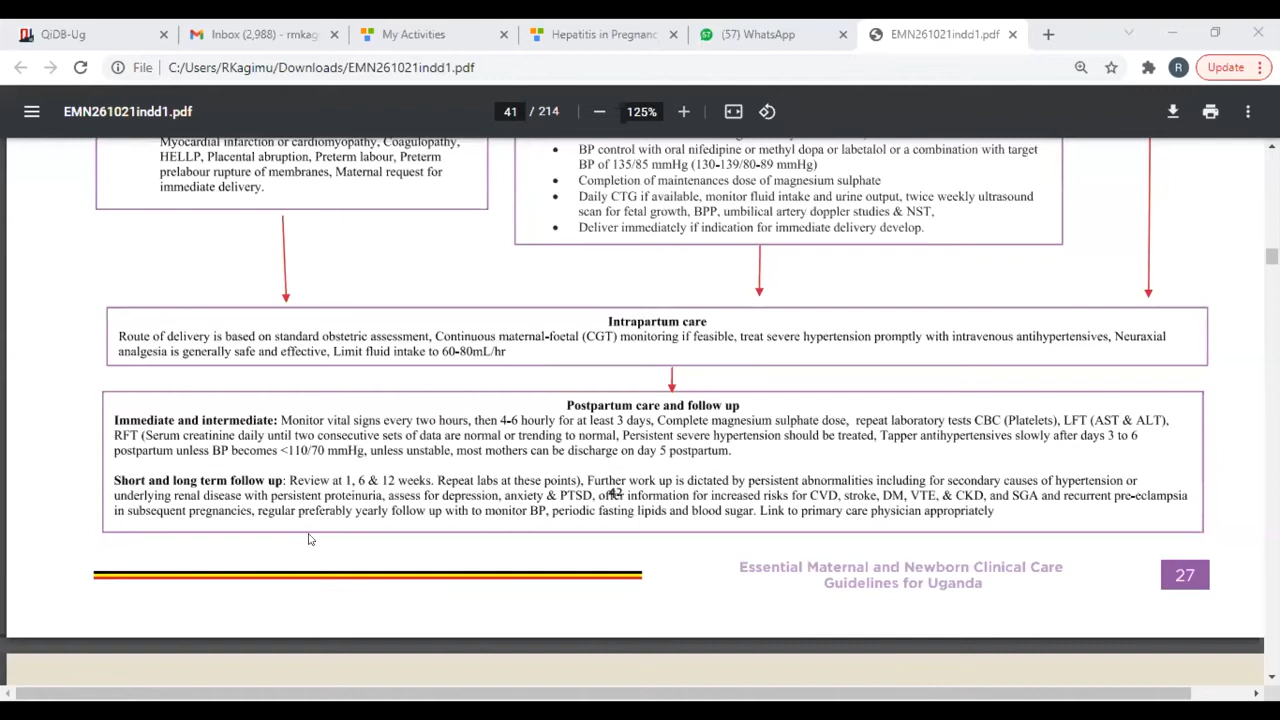 QiDB-Ug
Inbox (2,988) - rmkag
My Activities
Hepatitis in Pregnanc
(57) WhatsApp
EMN261021indd1.pdf
File C:/Users/RKagimu/Downloads/EMN261021indd1.pdf
R
Update
EMN261021indd1.pdf
41 / 214
125%
Myocardial infarction or cardiomyopathy, Coagulopathy,
HELLP, Placental abruption, Preterm labour, Preterm
prelabour rupture of membranes, Maternal request for
immediate delivery.
• BP control with oral nifedipine or methyl dopa or labetalol or a combination with target
BP of 135/85 mmHg (130-139/80-89 mmHg)
• Completion of maintenances dose of magnesium sulphate
• Daily CTG if available, monitor fluid intake and urine output, twice weekly ultrasound
scan for fetal growth, BPP, umbilical artery doppler studies & NST,
• Deliver immediately if indication for immediate delivery develop.
Intrapartum care
Route of delivery is based on standard obstetric assessment, Continuous maternal-foetal (CGT) monitoring if feasible, treat severe hypertension promptly with intravenous antihypertensives, Neuraxial
analgesia is generally safe and effective, Limit fluid intake to 60-80mL/hr
Postpartum care and follow up
Immediate and intermediate: Monitor vital signs every two hours, then 4-6 hourly for at least 3 days, Complete magnesium sulphate dose, repeat laboratory tests CBC (Platelets), LFT (AST & ALT),
RFT (Serum creatinine daily until two consecutive sets of data are normal or trending to normal, Persistent severe hypertension should be treated, Tapper antihypertensives slowly after days 3 to 6
postpartum unless BP becomes <110/70 mmHg, unless unstable, most mothers can be discharge on day 5 postpartum.
Short and long term follow up: Review at 1, 6 & 12 weeks. Repeat labs at these points), Further work up is dictated by persistent abnormalities including for secondary causes of hypertension or
underlying renal disease with persistent proteinuria, assess for depression, anxiety & PTSD, offer information for increased risks for CVD, stroke, DM, VTE, & CKD, and SGA and recurrent pre-eclampsia
in subsequent pregnancies, regular preferably yearly follow up with to monitor BP, periodic fasting lipids and blood sugar. Link to primary care physician appropriately
42
Essential Maternal and Newborn Clinical Care
Guidelines for Uganda
27